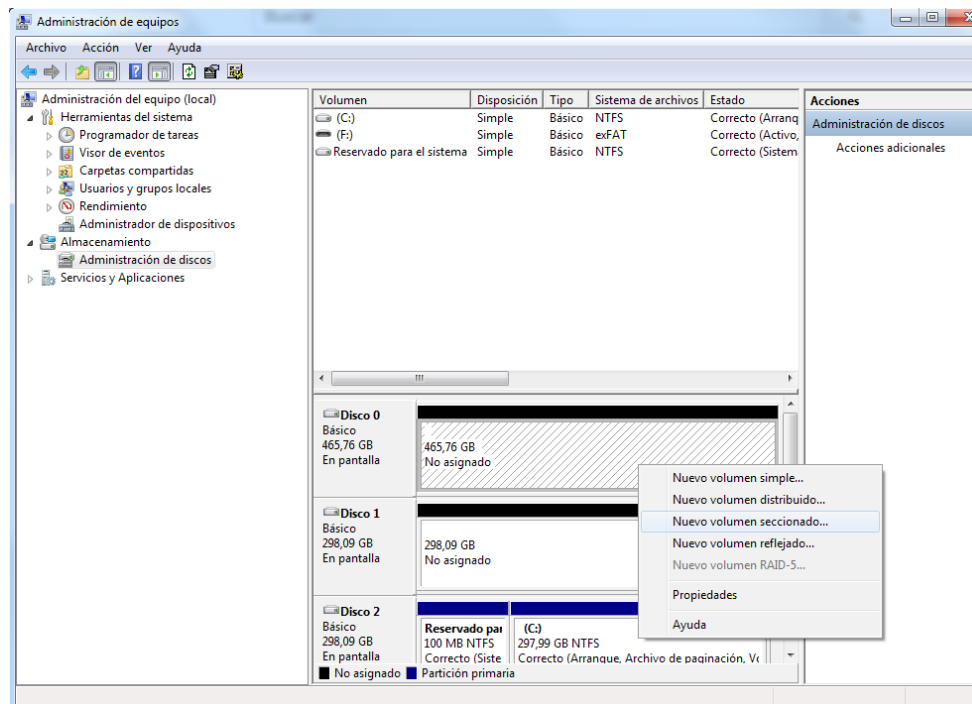 Administración de equipos
Archivo Acción Ver Ayuda
Administración del equipo (local)
Herramientas del sistema
Programador de tareas
Visor de eventos
Carpetas compartidas
Usuarios y grupos locales
Rendimiento
Administrador de dispositivos
Almacenamiento
Administración de discos
Servicios y Aplicaciones
Volumen Disposición Tipo Sistema de archivos Estado
(C:) Simple Básico NTFS Correcto (Arranq
(F:) Simple Básico exFAT Correcto (Activo,
Reservado para el sistema Simple Básico NTFS Correcto (Sistem
Acciones
Administración de discos
Acciones adicionales
Disco 0
Básico
465,76 GB
En pantalla
465,76 GB
No asignado
Disco 1
Básico
298,09 GB
En pantalla
298,09 GB
No asignado
Disco 2
Básico
298,09 GB
En pantalla
Reservado par
100 MB NTFS
Correcto (Siste
(C:)
297,99 GB NTFS
Correcto (Arranque, Archivo de paginación, Vo
No asignado Partición primaria
Nuevo volumen simple...
Nuevo volumen distribuido...
Nuevo volumen seccionado...
Nuevo volumen reflejado...
Nuevo volumen RAID-5...
Propiedades
Ayuda